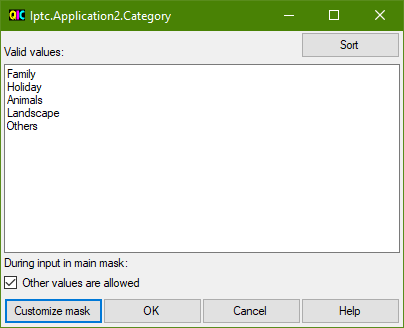 QIC Iptc.Application2.Category
Valid values:
Sort
Family
Holiday
Animals
Landscape
Others
During input in main mask:
Other values are allowed
Customize mask
OK
Cancel
Help